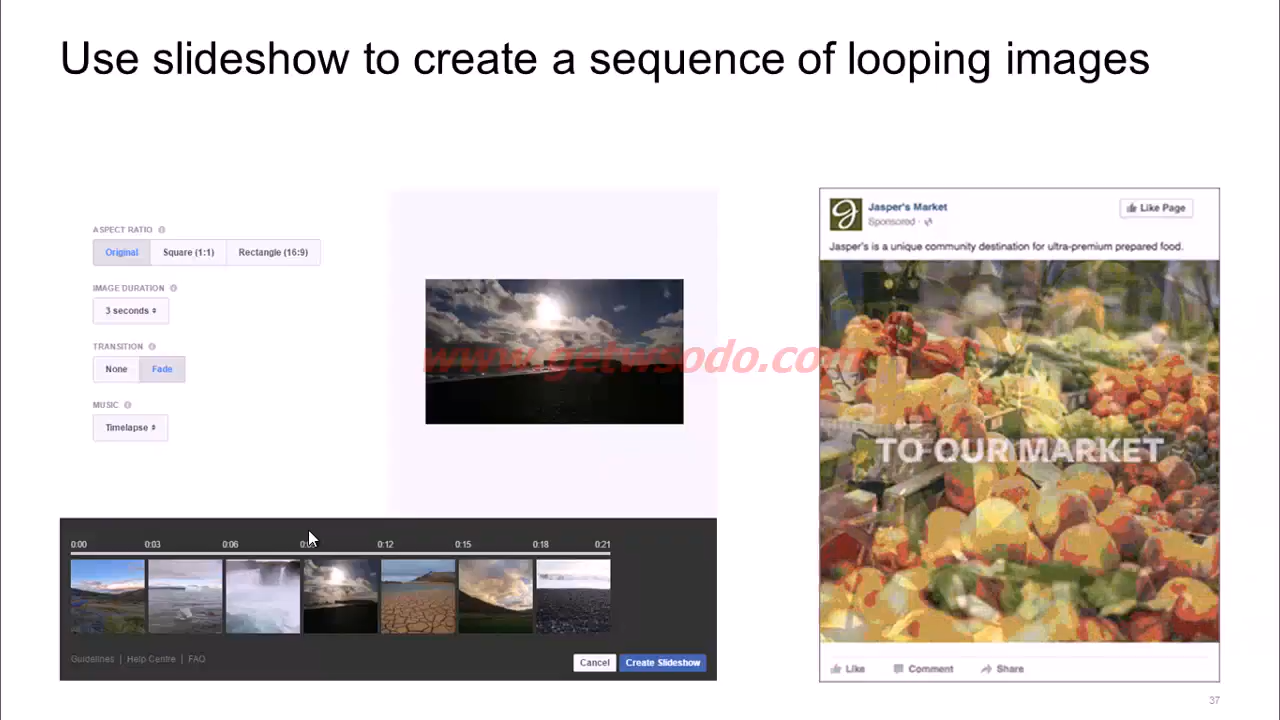 Use slideshow to create a sequence of looping images
ASPECT RATIO
Original Square (1:1) Rectangle (16:9)
IMAGE DURATION
3 seconds
TRANSITION
None Fade
MUSIC
Timelapse
www.getwsodo.com
0:00 0:03 0:06 0:12 0:15 0:18 0:21
Guidelines | Help Centre | FAQ
Cancel Create Slideshow
Jasper's Market
Like Page
Sponsored ·
Jasper's is a unique community destination for ultra-premium prepared food.
TO OUR MARKET
Like Comment Share
37